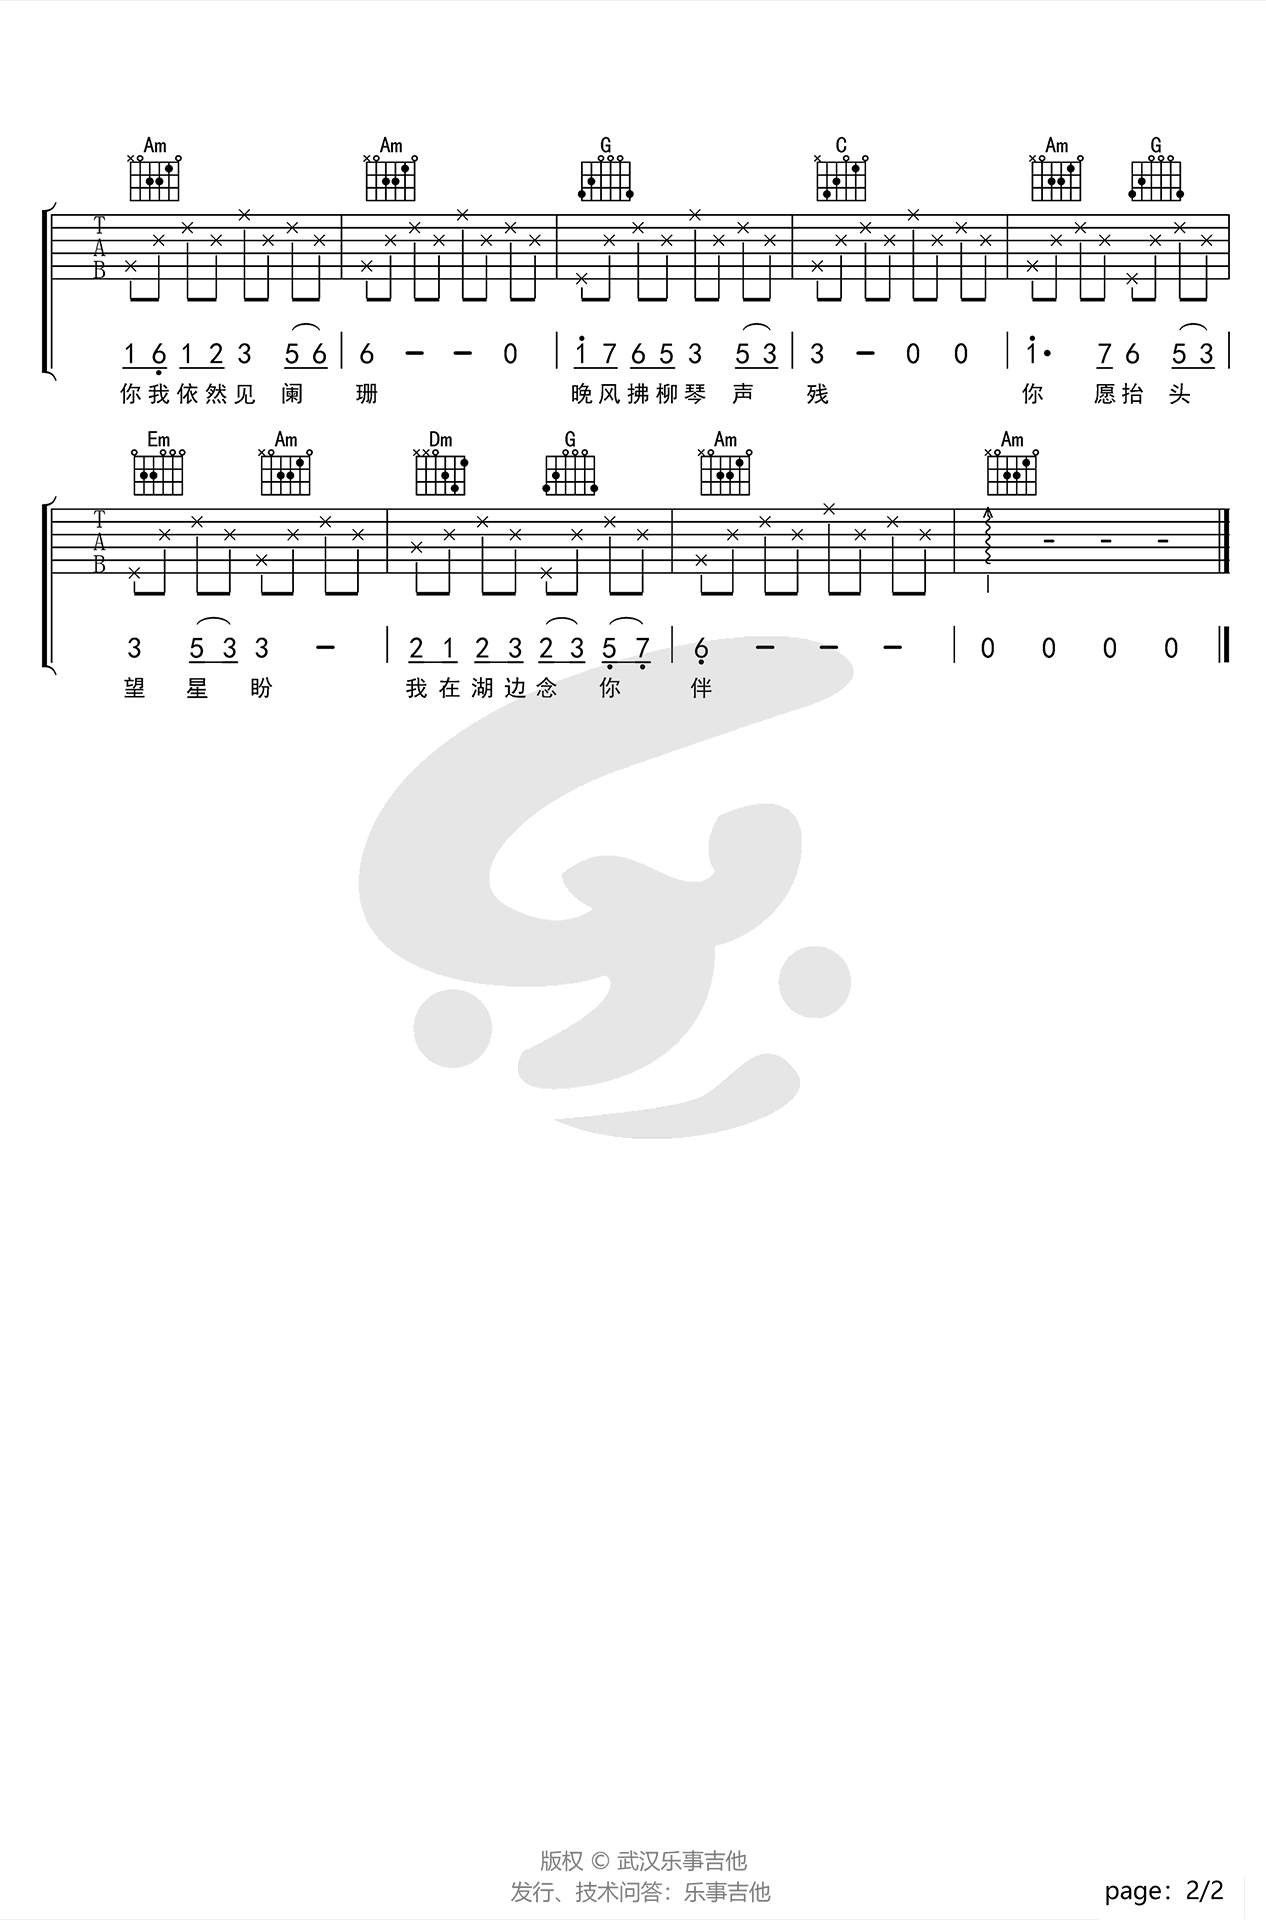 Am Am G C Am G
T
A
B
1 6 1 2 3 5 6 | 6 - - 0 | 1 7 6 5 3 5 3 | 3 - 0 0 | 1· 7 6 5 3 |
你我依然见阑 珊 晚风拂柳琴声 残 你 愿抬 头
Em Am Dm G Am Am
T
A
B
3 5 3 3 - | 2 1 2 3 2 3 5 7 | 6 - - - | 0 0 0 0
望 星 盼 我在湖边念 你 伴
版权 © 武汉乐事吉他
发行、技术问答：乐事吉他
page：2/2